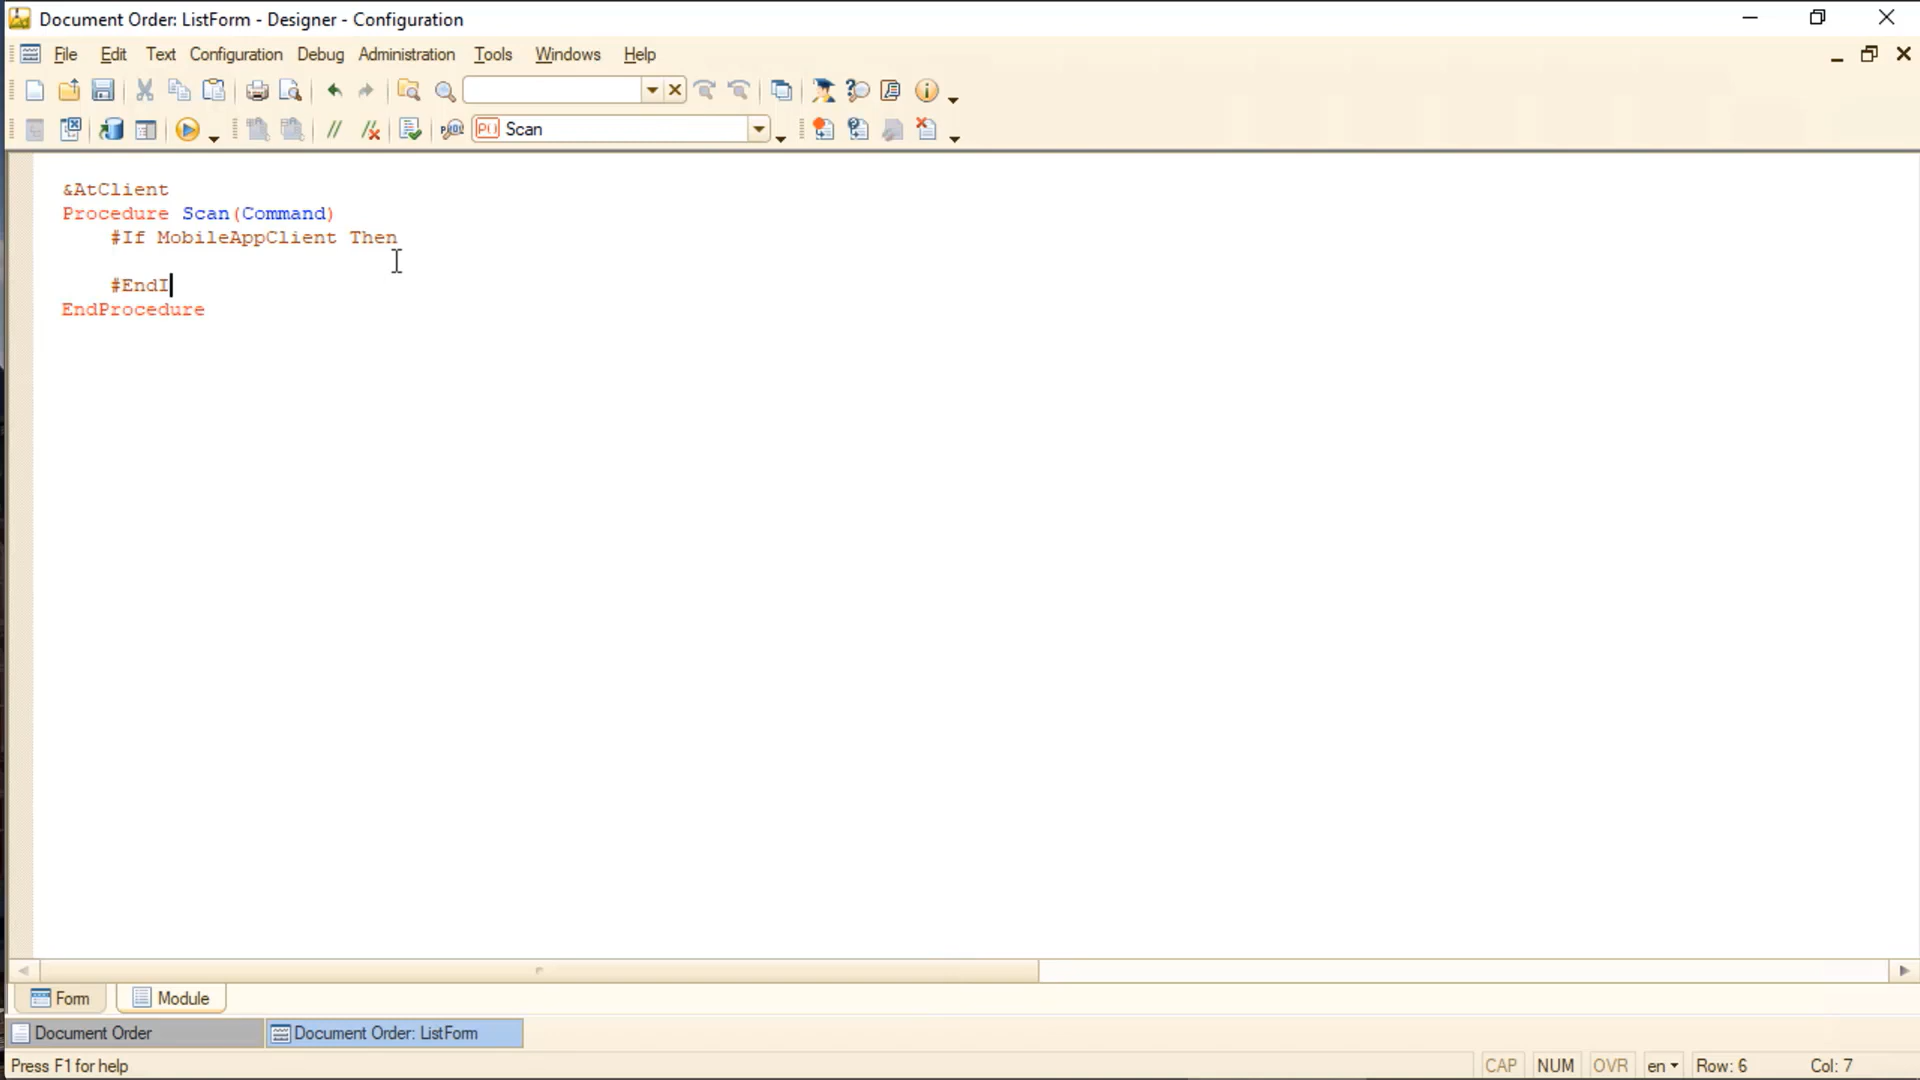 Document Order: ListForm - Designer - Configuration
File Edit Text Configuration Debug Administration Tools Windows Help
Scan
&AtClient
Procedure Scan(Command)
#If MobileAppClient Then
#EndI
EndProcedure
Form Module
Document Order Document Order: ListForm
Press F1 for help CAP NUM OVR en Row: 6 Col: 7